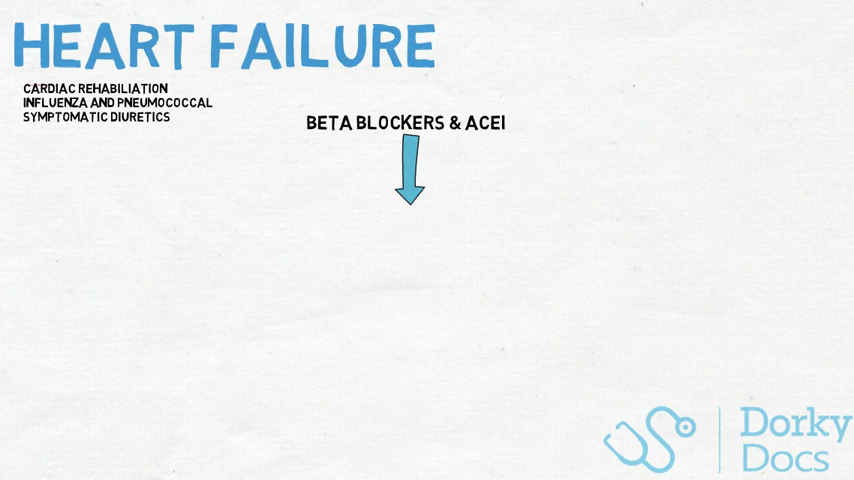 HEART FAILURE
CARDIAC REHABILIATION
INFLUENZA AND PNEUMOCOCCAL
SYMPTOMATIC DIURETICS
BETA BLOCKERS & ACEI
Dorky
Docs